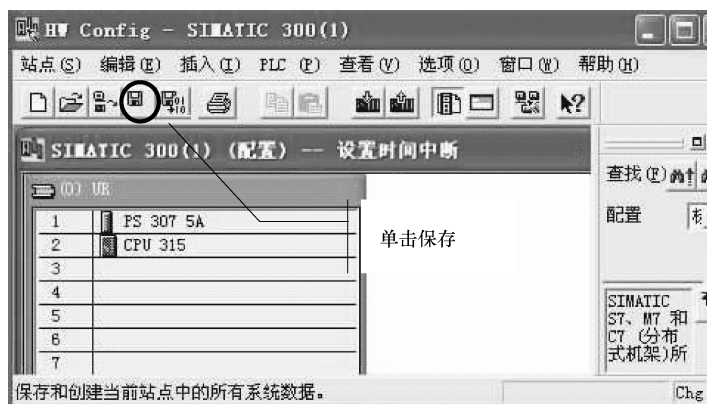 HW Config - SIMATIC 300(1)
站点(S) 编辑(E) 插入(I) PLC (P) 查看(V) 选项(O) 窗口(W) 帮助(H)
SIMATIC 300(1) (配置) -- 设置时间中断
(0) UR
1 PS 307 5A
2 CPU 315
3
4
5
6
7
单击保存
查找(F)
配置
SIMATIC
S7、M7 和
C7 (分布
式机架)所
保存和创建当前站点中的所有系统数据。
Chg